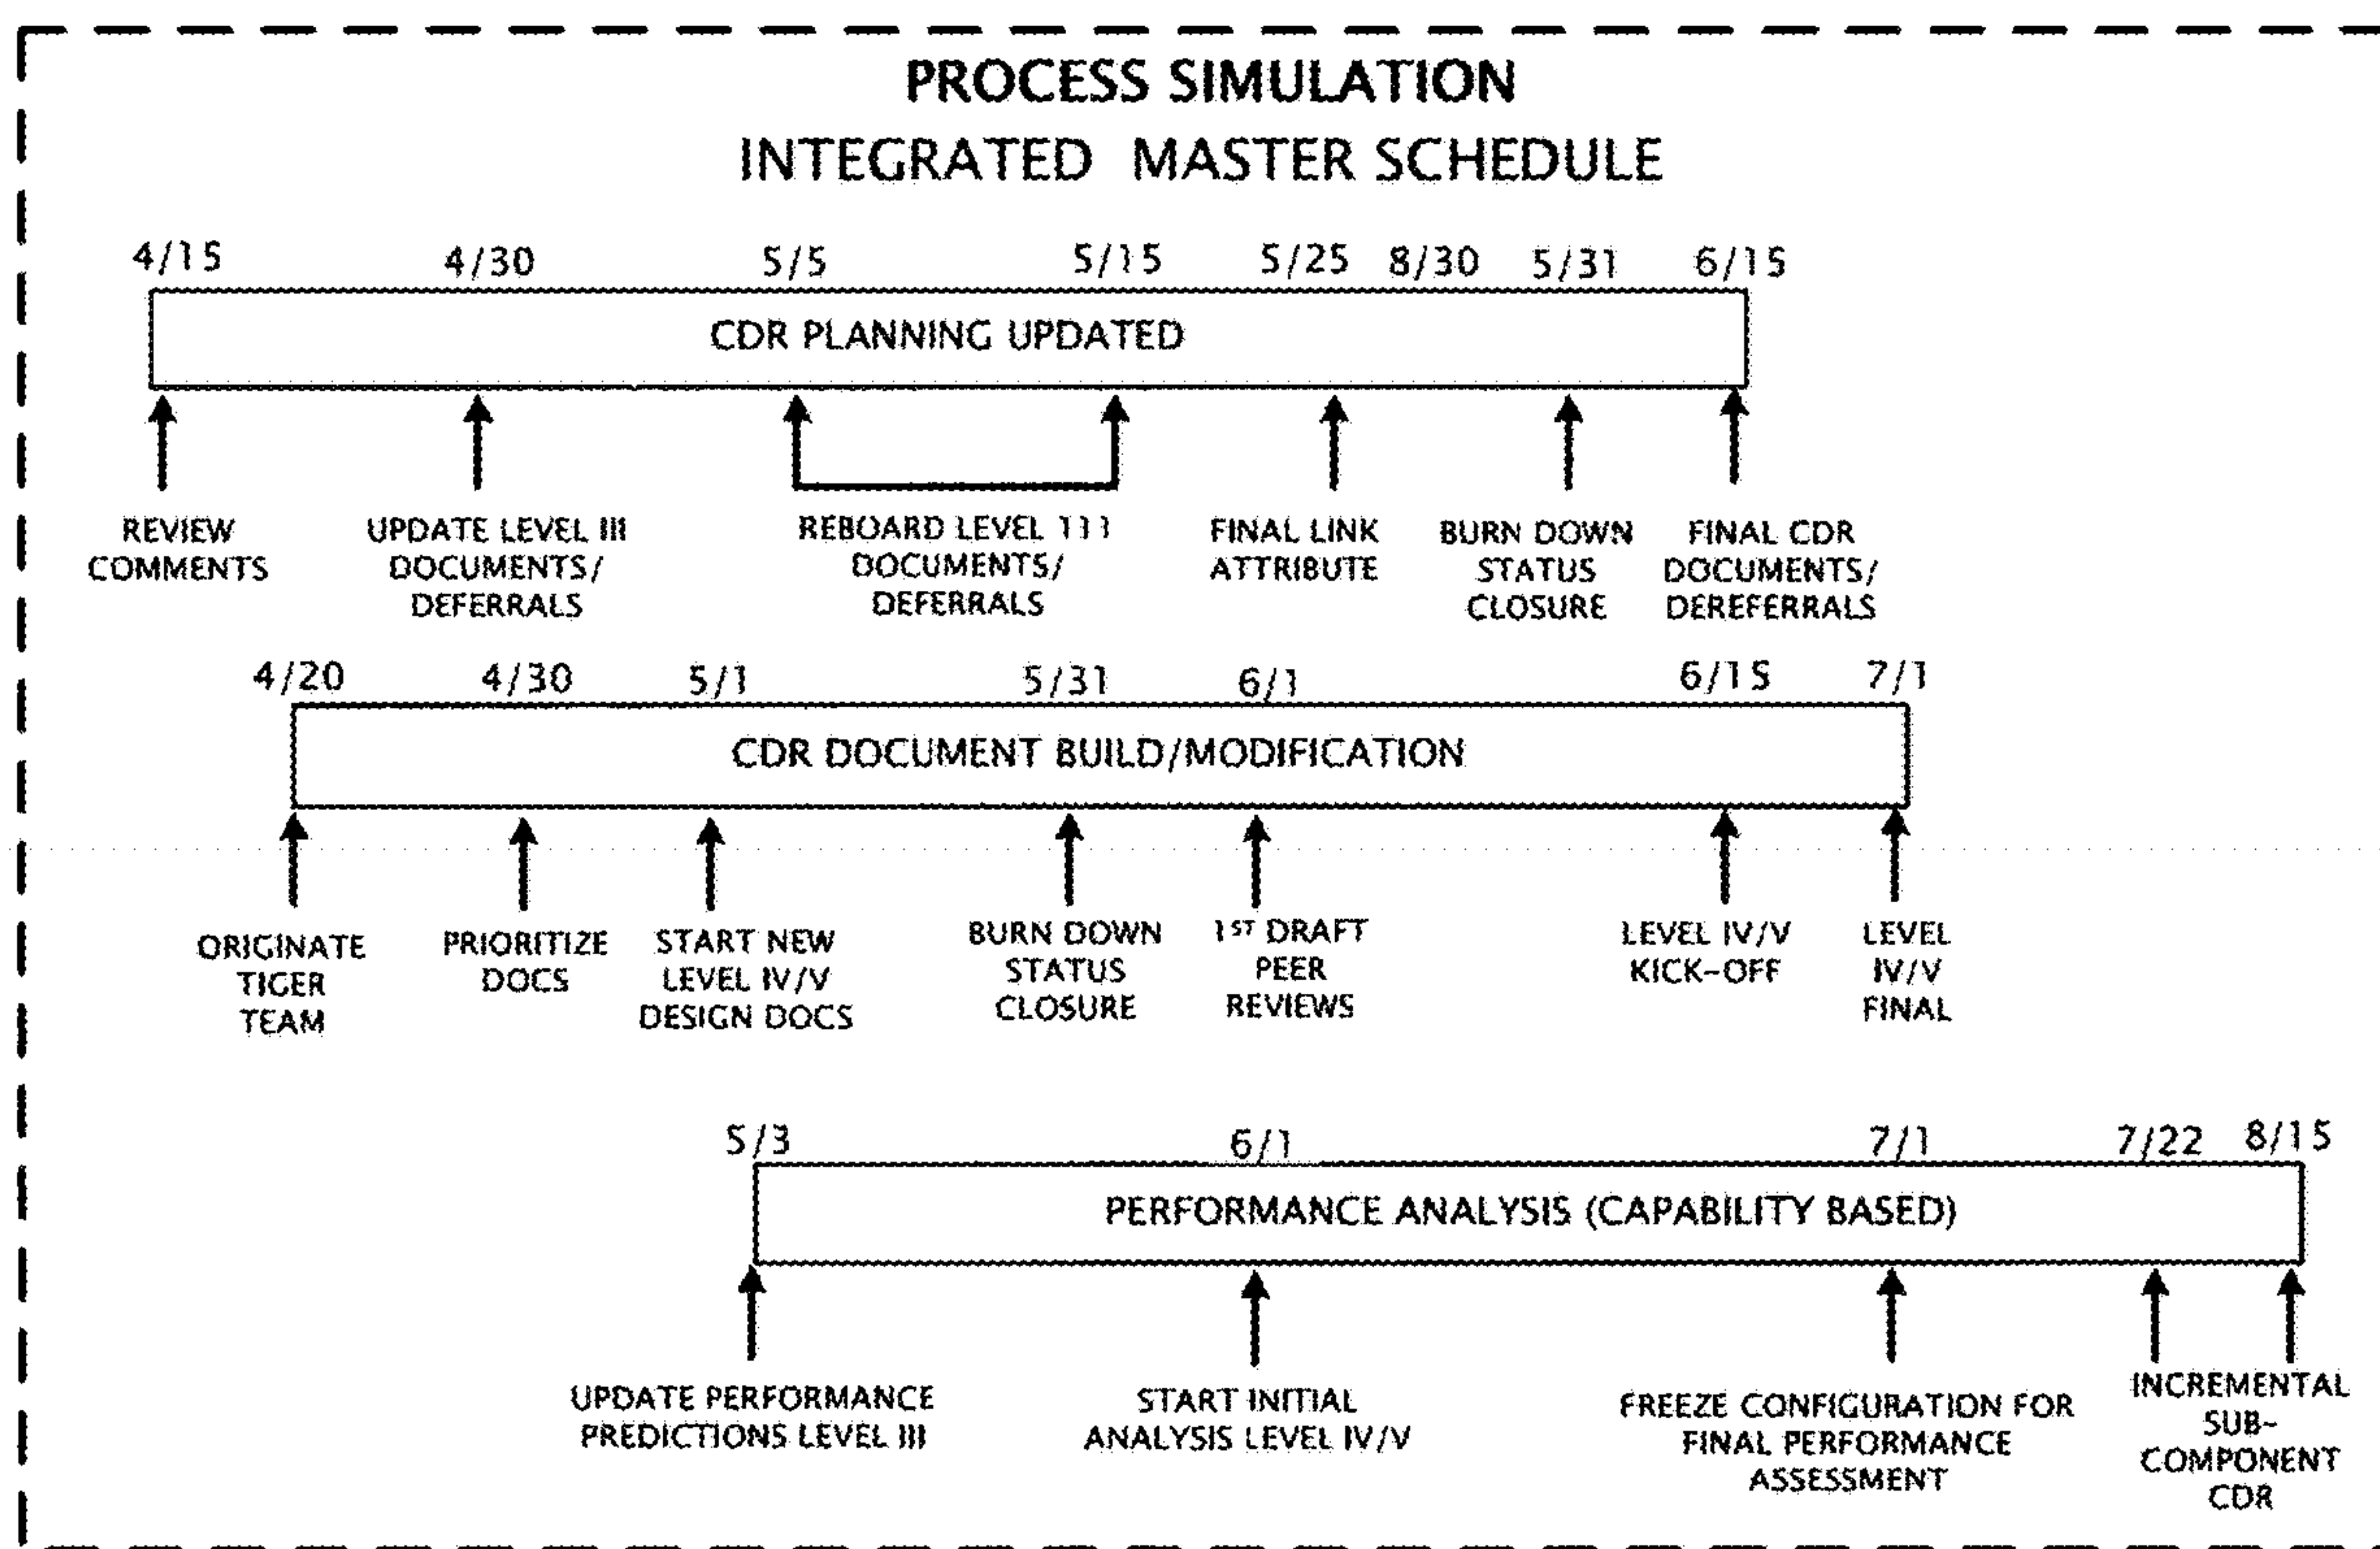 PROCESS SIMULATION
INTEGRATED MASTER SCHEDULE
4/15 4/30 5/5 5/15 5/25 8/30 5/31 6/15
CDR PLANNING UPDATED
REVIEW
COMMENTS
UPDATE LEVEL III
DOCUMENTS/
DEFERRALS
REBOARD LEVEL 111
DOCUMENTS/
DEFERRALS
FINAL LINK
ATTRIBUTE
BURN DOWN
STATUS
CLOSURE
FINAL CDR
DOCUMENTS/
DEREFERRALS
4/20 4/30 5/1 5/31 6/1 6/15 7/1
CDR DOCUMENT BUILD/MODIFICATION
ORIGINATE
TIGER
TEAM
PRIORITIZE
DOCS
START NEW
LEVEL IV/V
DESIGN DOCS
BURN DOWN
STATUS
CLOSURE
1ST DRAFT
PEER
REVIEWS
LEVEL IV/V
KICK-OFF
LEVEL
IV/V
FINAL
5/3 6/1 7/1 7/22 8/15
PERFORMANCE ANALYSIS (CAPABILITY BASED)
UPDATE PERFORMANCE
PREDICTIONS LEVEL III
START INITIAL
ANALYSIS LEVEL IV/V
FREEZE CONFIGURATION FOR
FINAL PERFORMANCE
ASSESSMENT
INCREMENTAL
SUB-
COMPONENT
CDR